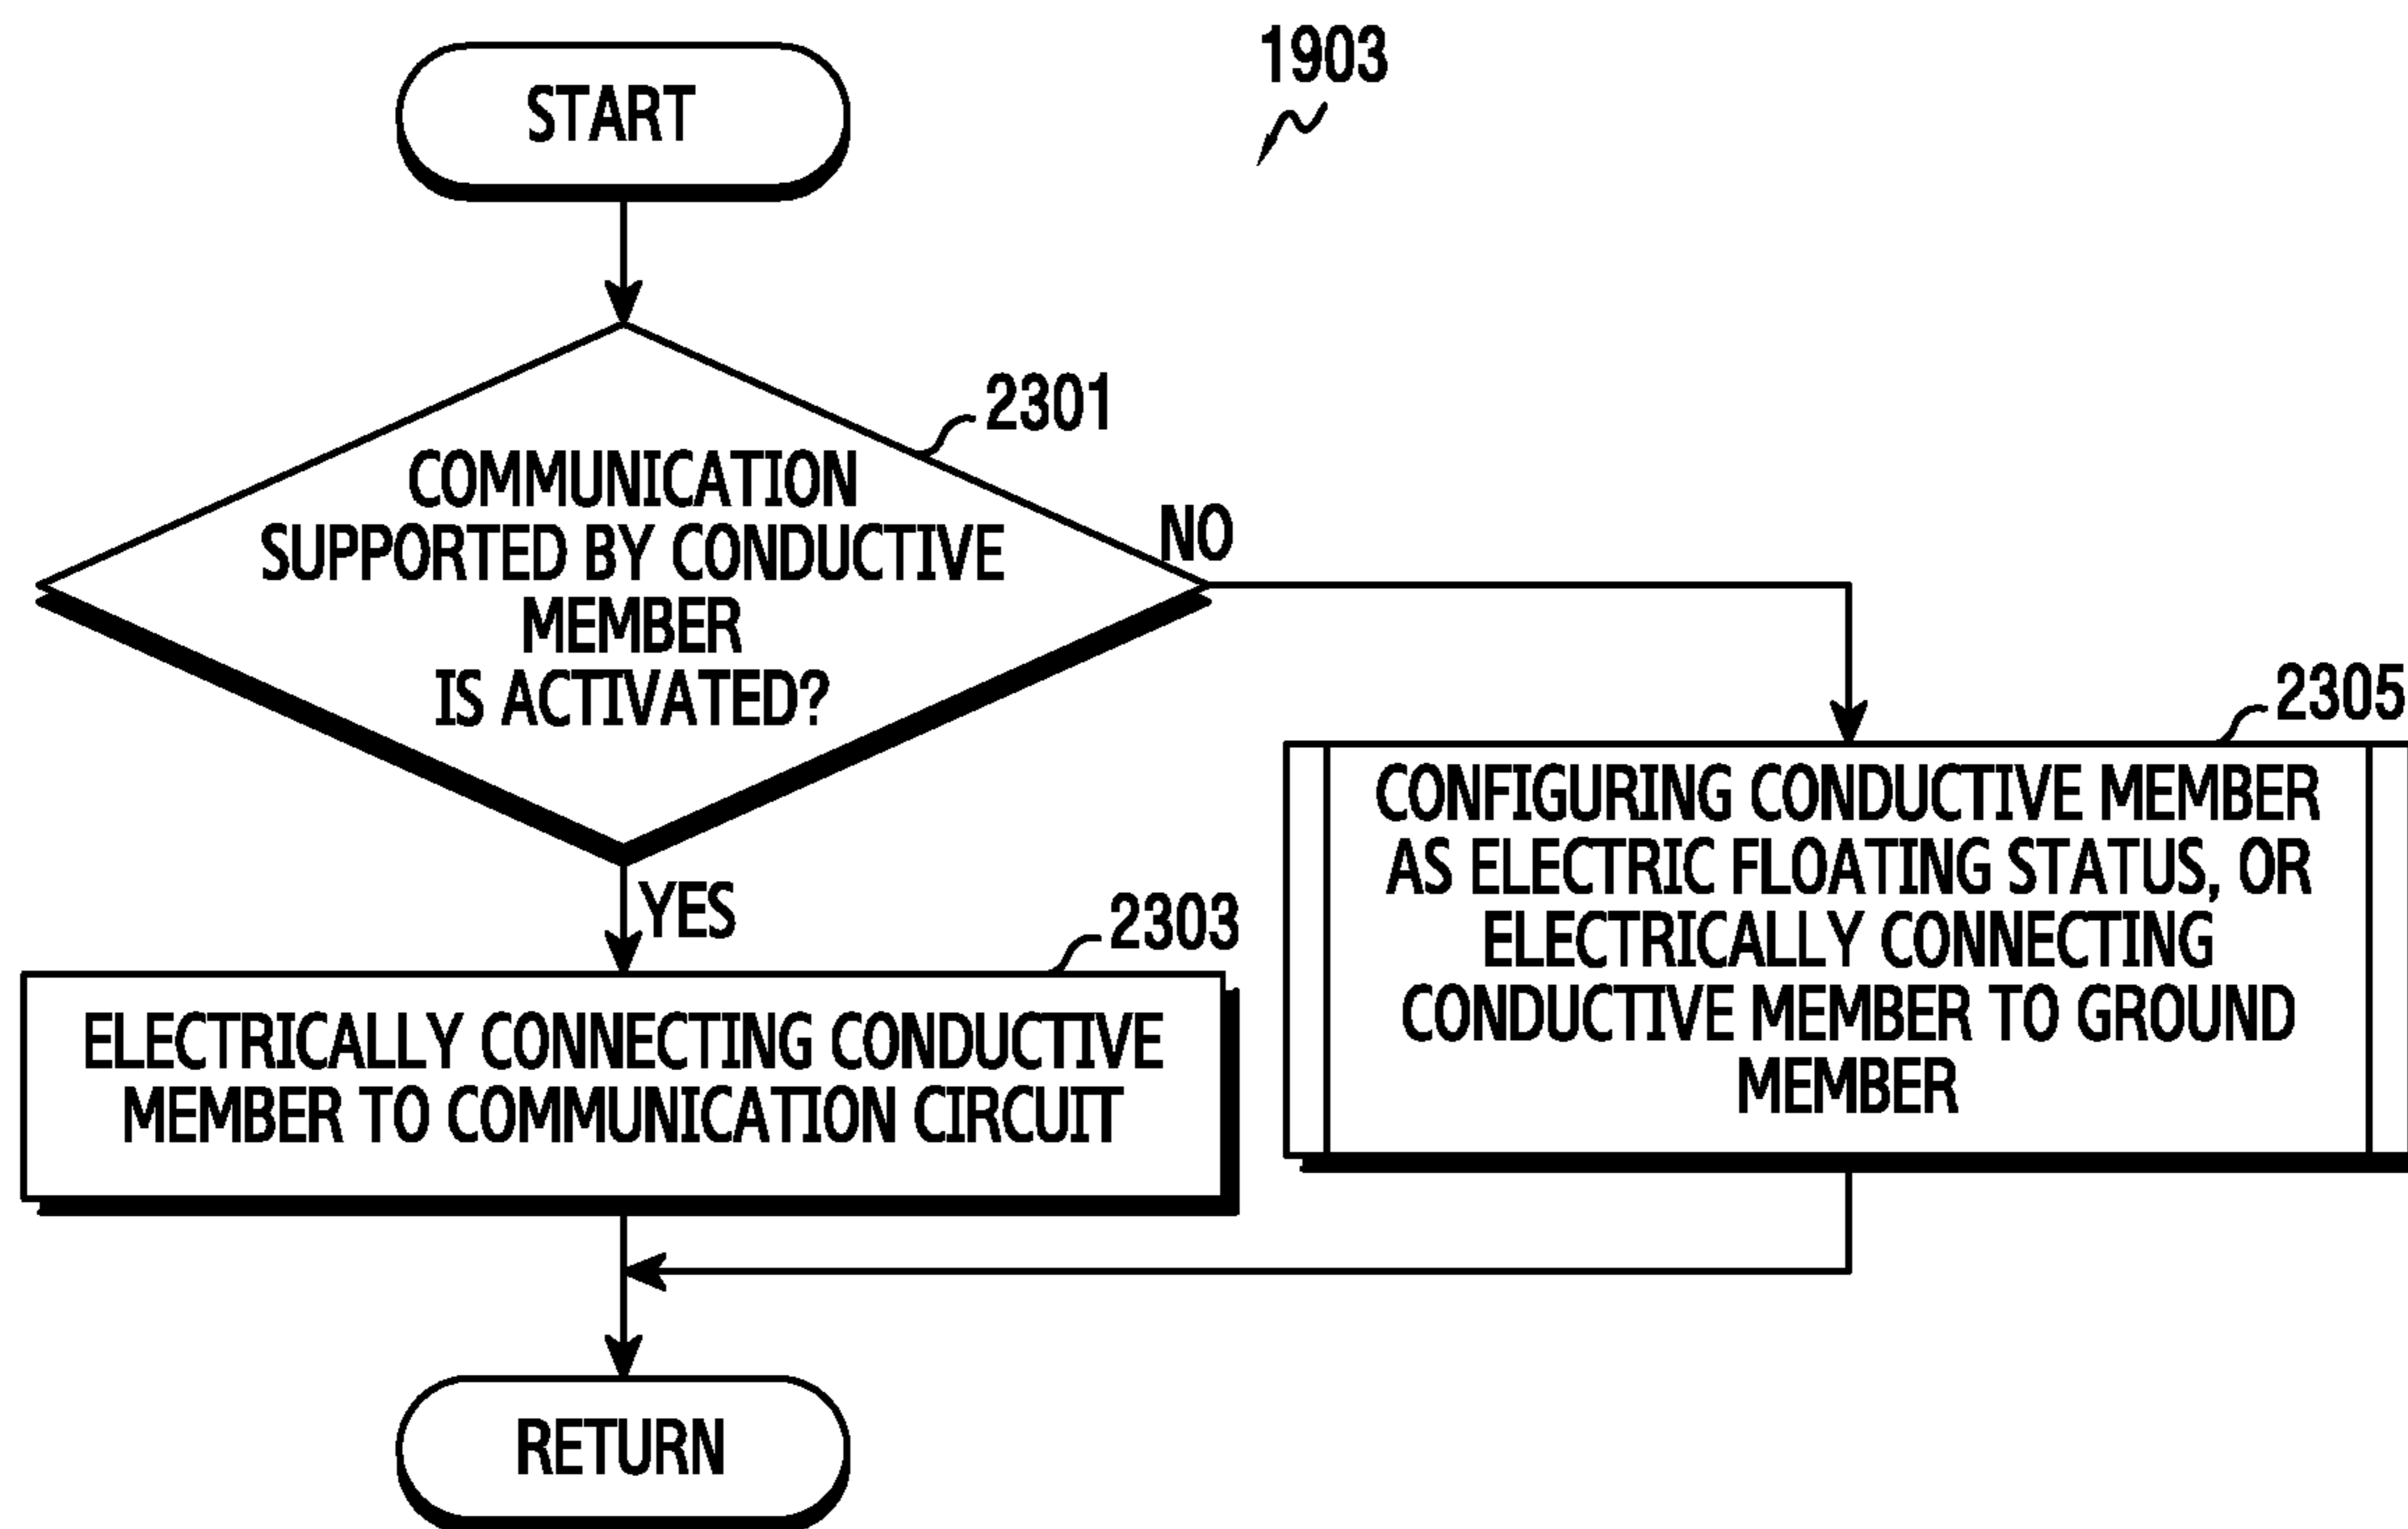 1903
START
2301
COMMUNICATION
SUPPORTED BY CONDUCTIVE
MEMBER
IS ACTIVATED?
NO
YES
2303
ELECTRICALLY CONNECTING CONDUCTIVE
MEMBER TO COMMUNICATION CIRCUIT
2305
CONFIGURING CONDUCTIVE MEMBER
AS ELECTRIC FLOATING STATUS, OR
ELECTRICALLY CONNECTING
CONDUCTIVE MEMBER TO GROUND
MEMBER
RETURN